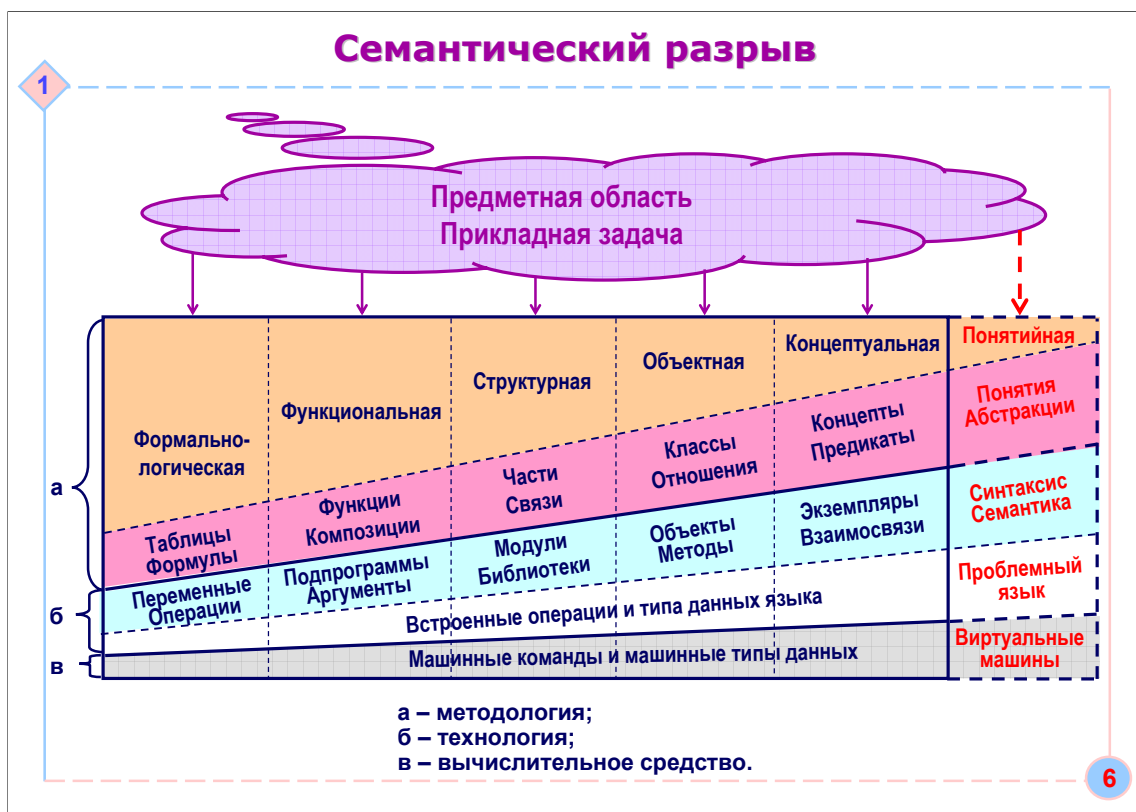 Семантический разрыв
1
Предметная область
Прикладная задача
Формально-
логическая
Функциональная
Структурная
Объектная
Концептуальная
Понятийная
Таблицы
Формулы
Функции
Композиции
Части
Связи
Классы
Отношения
Концепты
Предикаты
Понятия
Абстракции
Переменные
Операции
Подпрограммы
Аргументы
Модули
Библиотеки
Объекты
Методы
Экземпляры
Взаимосвязи
Синтаксис
Семантика
Встроенные операции и типа данных языка
Проблемный
язык
Машинные команды и машинные типы данных
Виртуальные
машины
а
б
в
а – методология;
б – технология;
в – вычислительное средство.
6